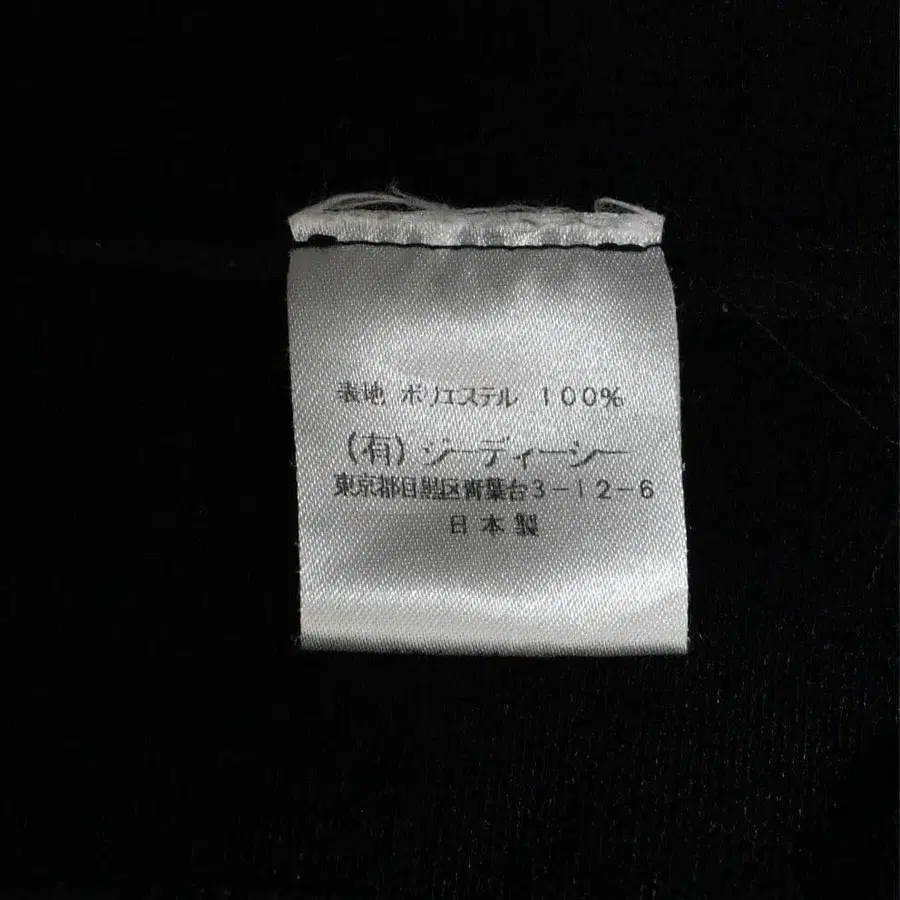 表地 ポリエステル 100%
(有)ジーディーシー
東京都目黒区青葉台3-12-6
日本製